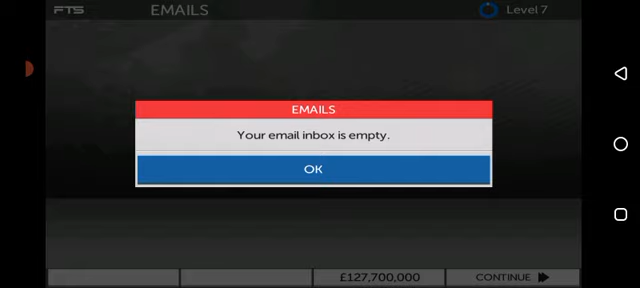 FTS EMAILS Level 7
EMAILS
Your email inbox is empty.
OK
£127,700,000 CONTINUE